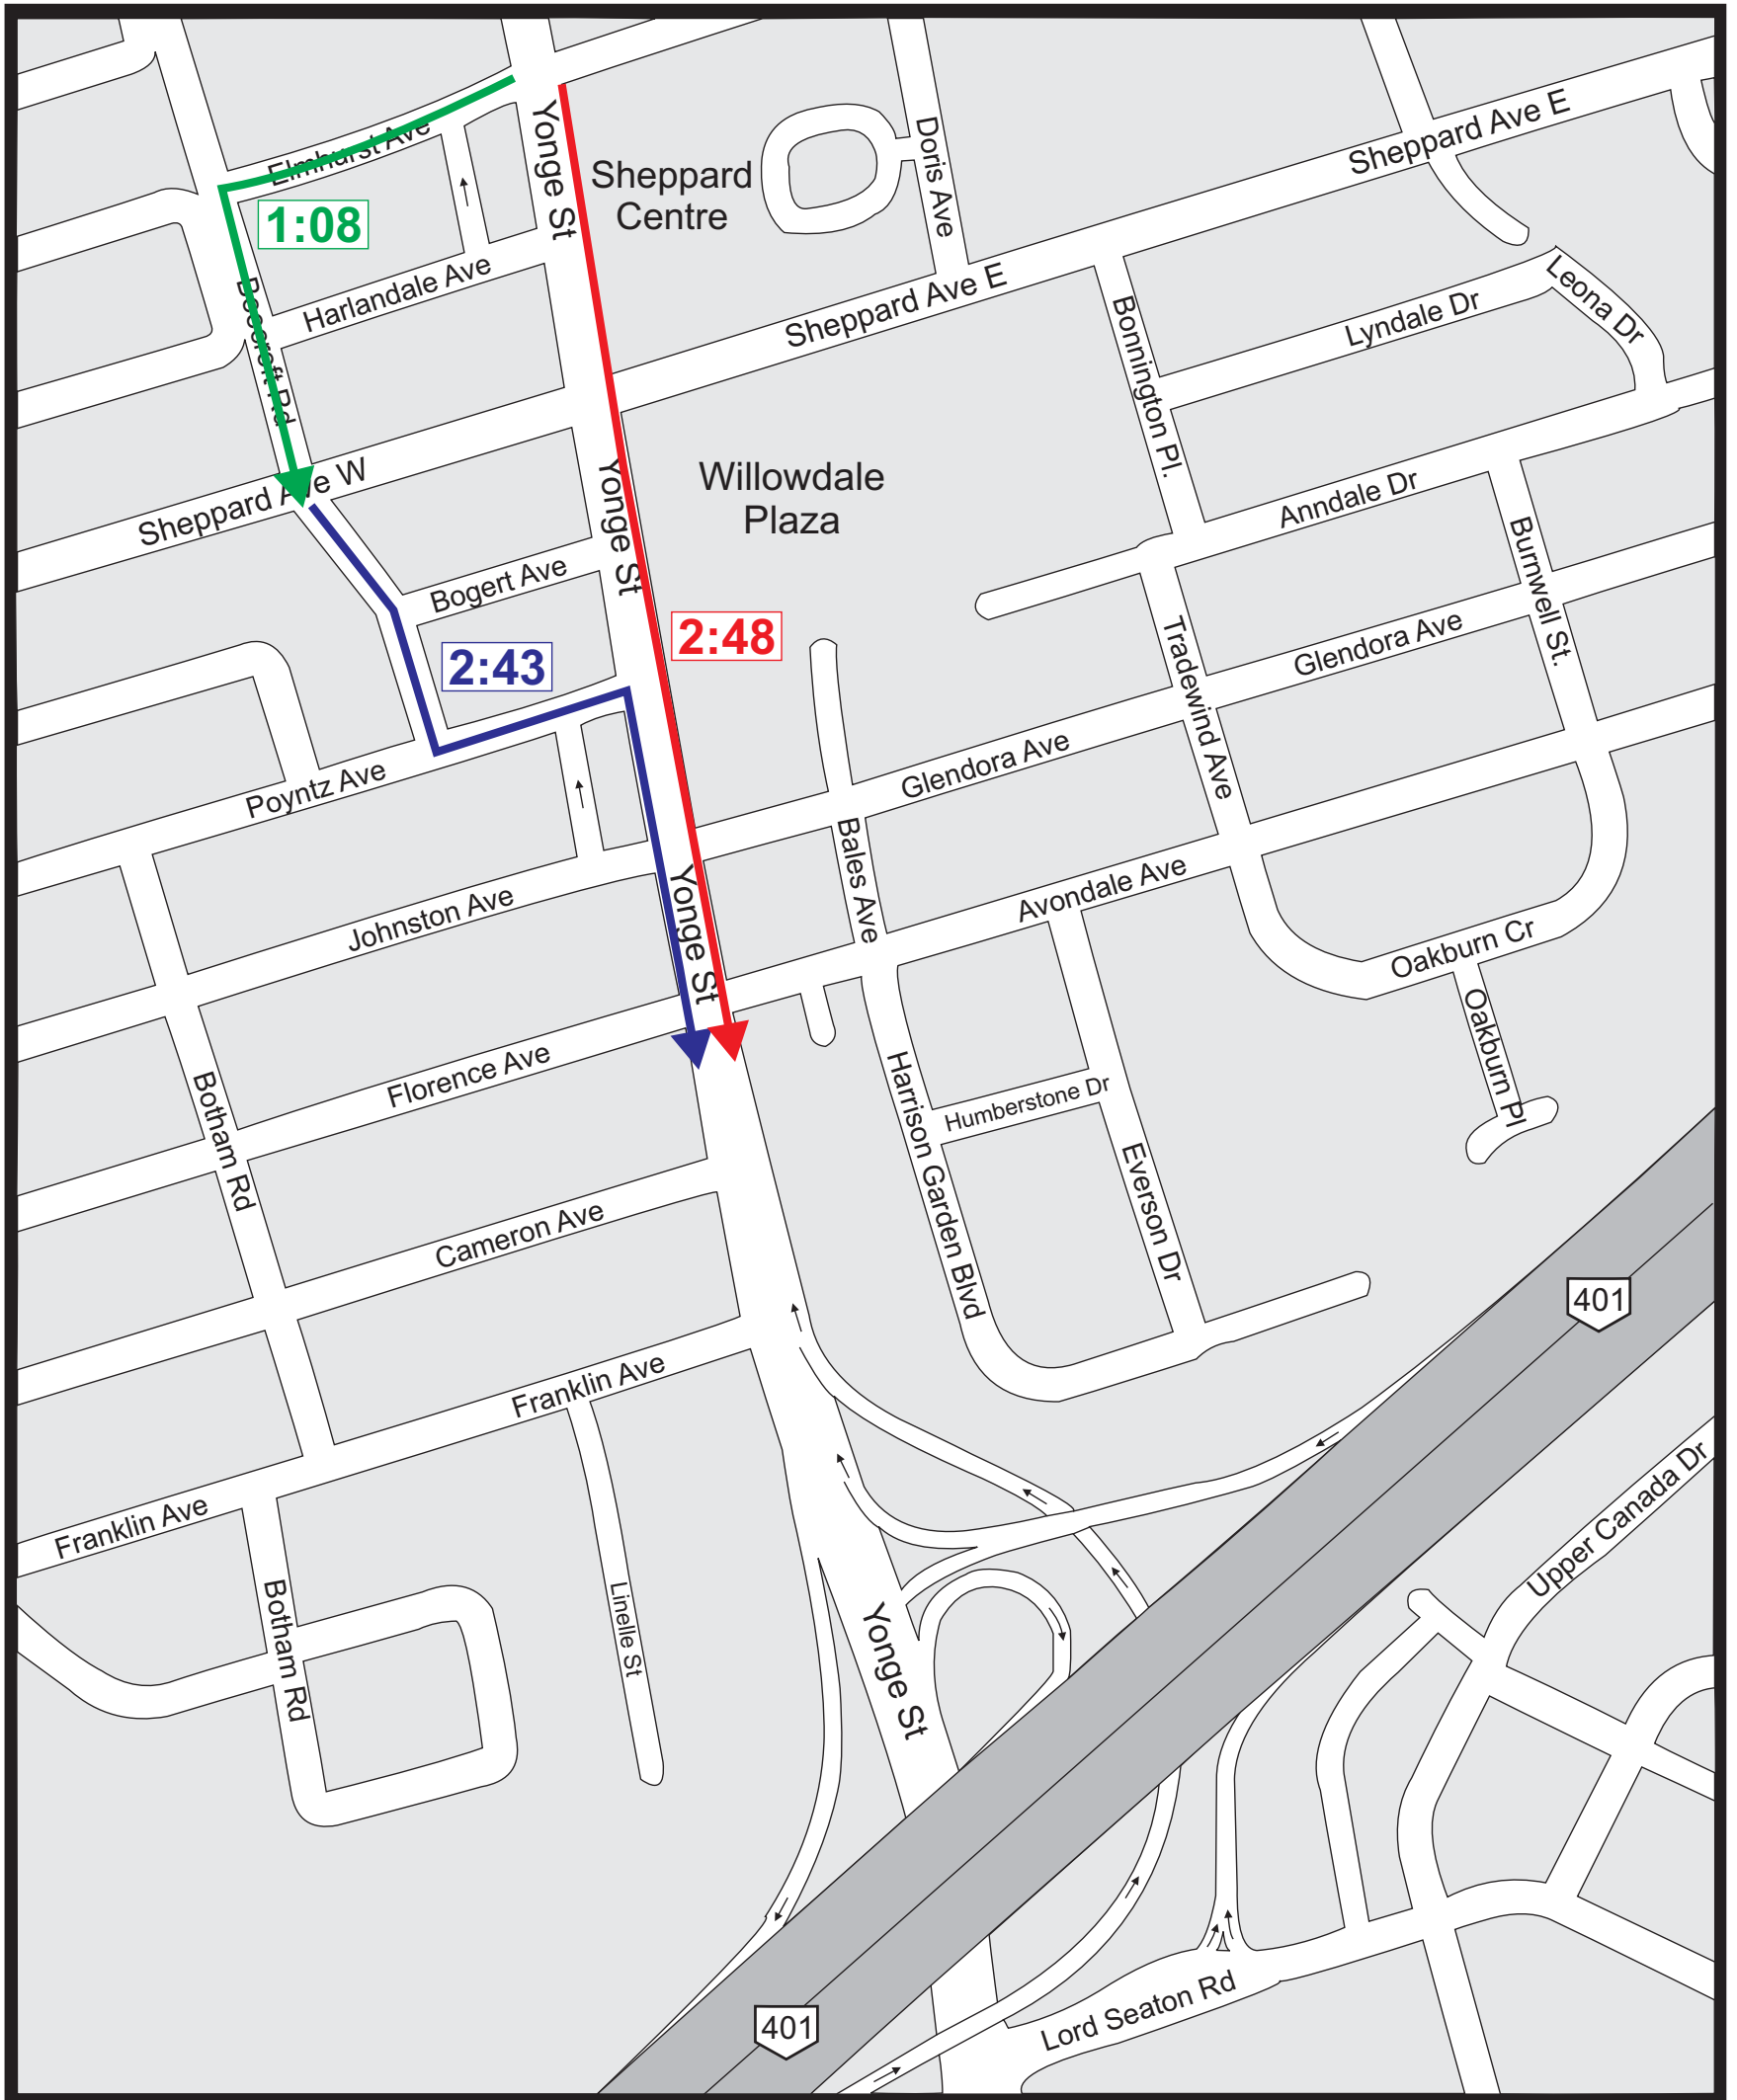 Elmhurst Ave
1:08
Yonge St
Sheppard
Centre
Doris Ave
Sheppard Ave E
Beecroft Rd
Harlandale Ave
Sheppard Ave E
Leona Dr
Lyndale Dr
Bonnington Pl.
Sheppard Ave W
Yonge St
Willowdale
Plaza
Anndale Dr
Burnwell St.
Bogert Ave
2:43
2:48
Tradewind Ave
Glendora Ave
Poyntz Ave
Glendora Ave
Bales Ave
Yonge St
Johnston Ave
Avondale Ave
Oakburn Cr
Oakburn Pl
Florence Ave
Botham Rd
Harrison Garden Blvd
Humberstone Dr
Everson Dr
Cameron Ave
401
Franklin Ave
Franklin Ave
Upper Canada Dr
Botham Rd
Linelle St
Yonge St
Lord Seaton Rd
401